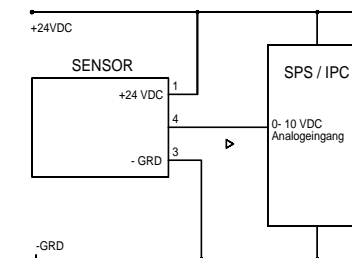 +24VDC
SENSOR
SPS / IPC
+24 VDC
1
4
0- 10 VDC
Analogeingang
- GRD
3
-GRD